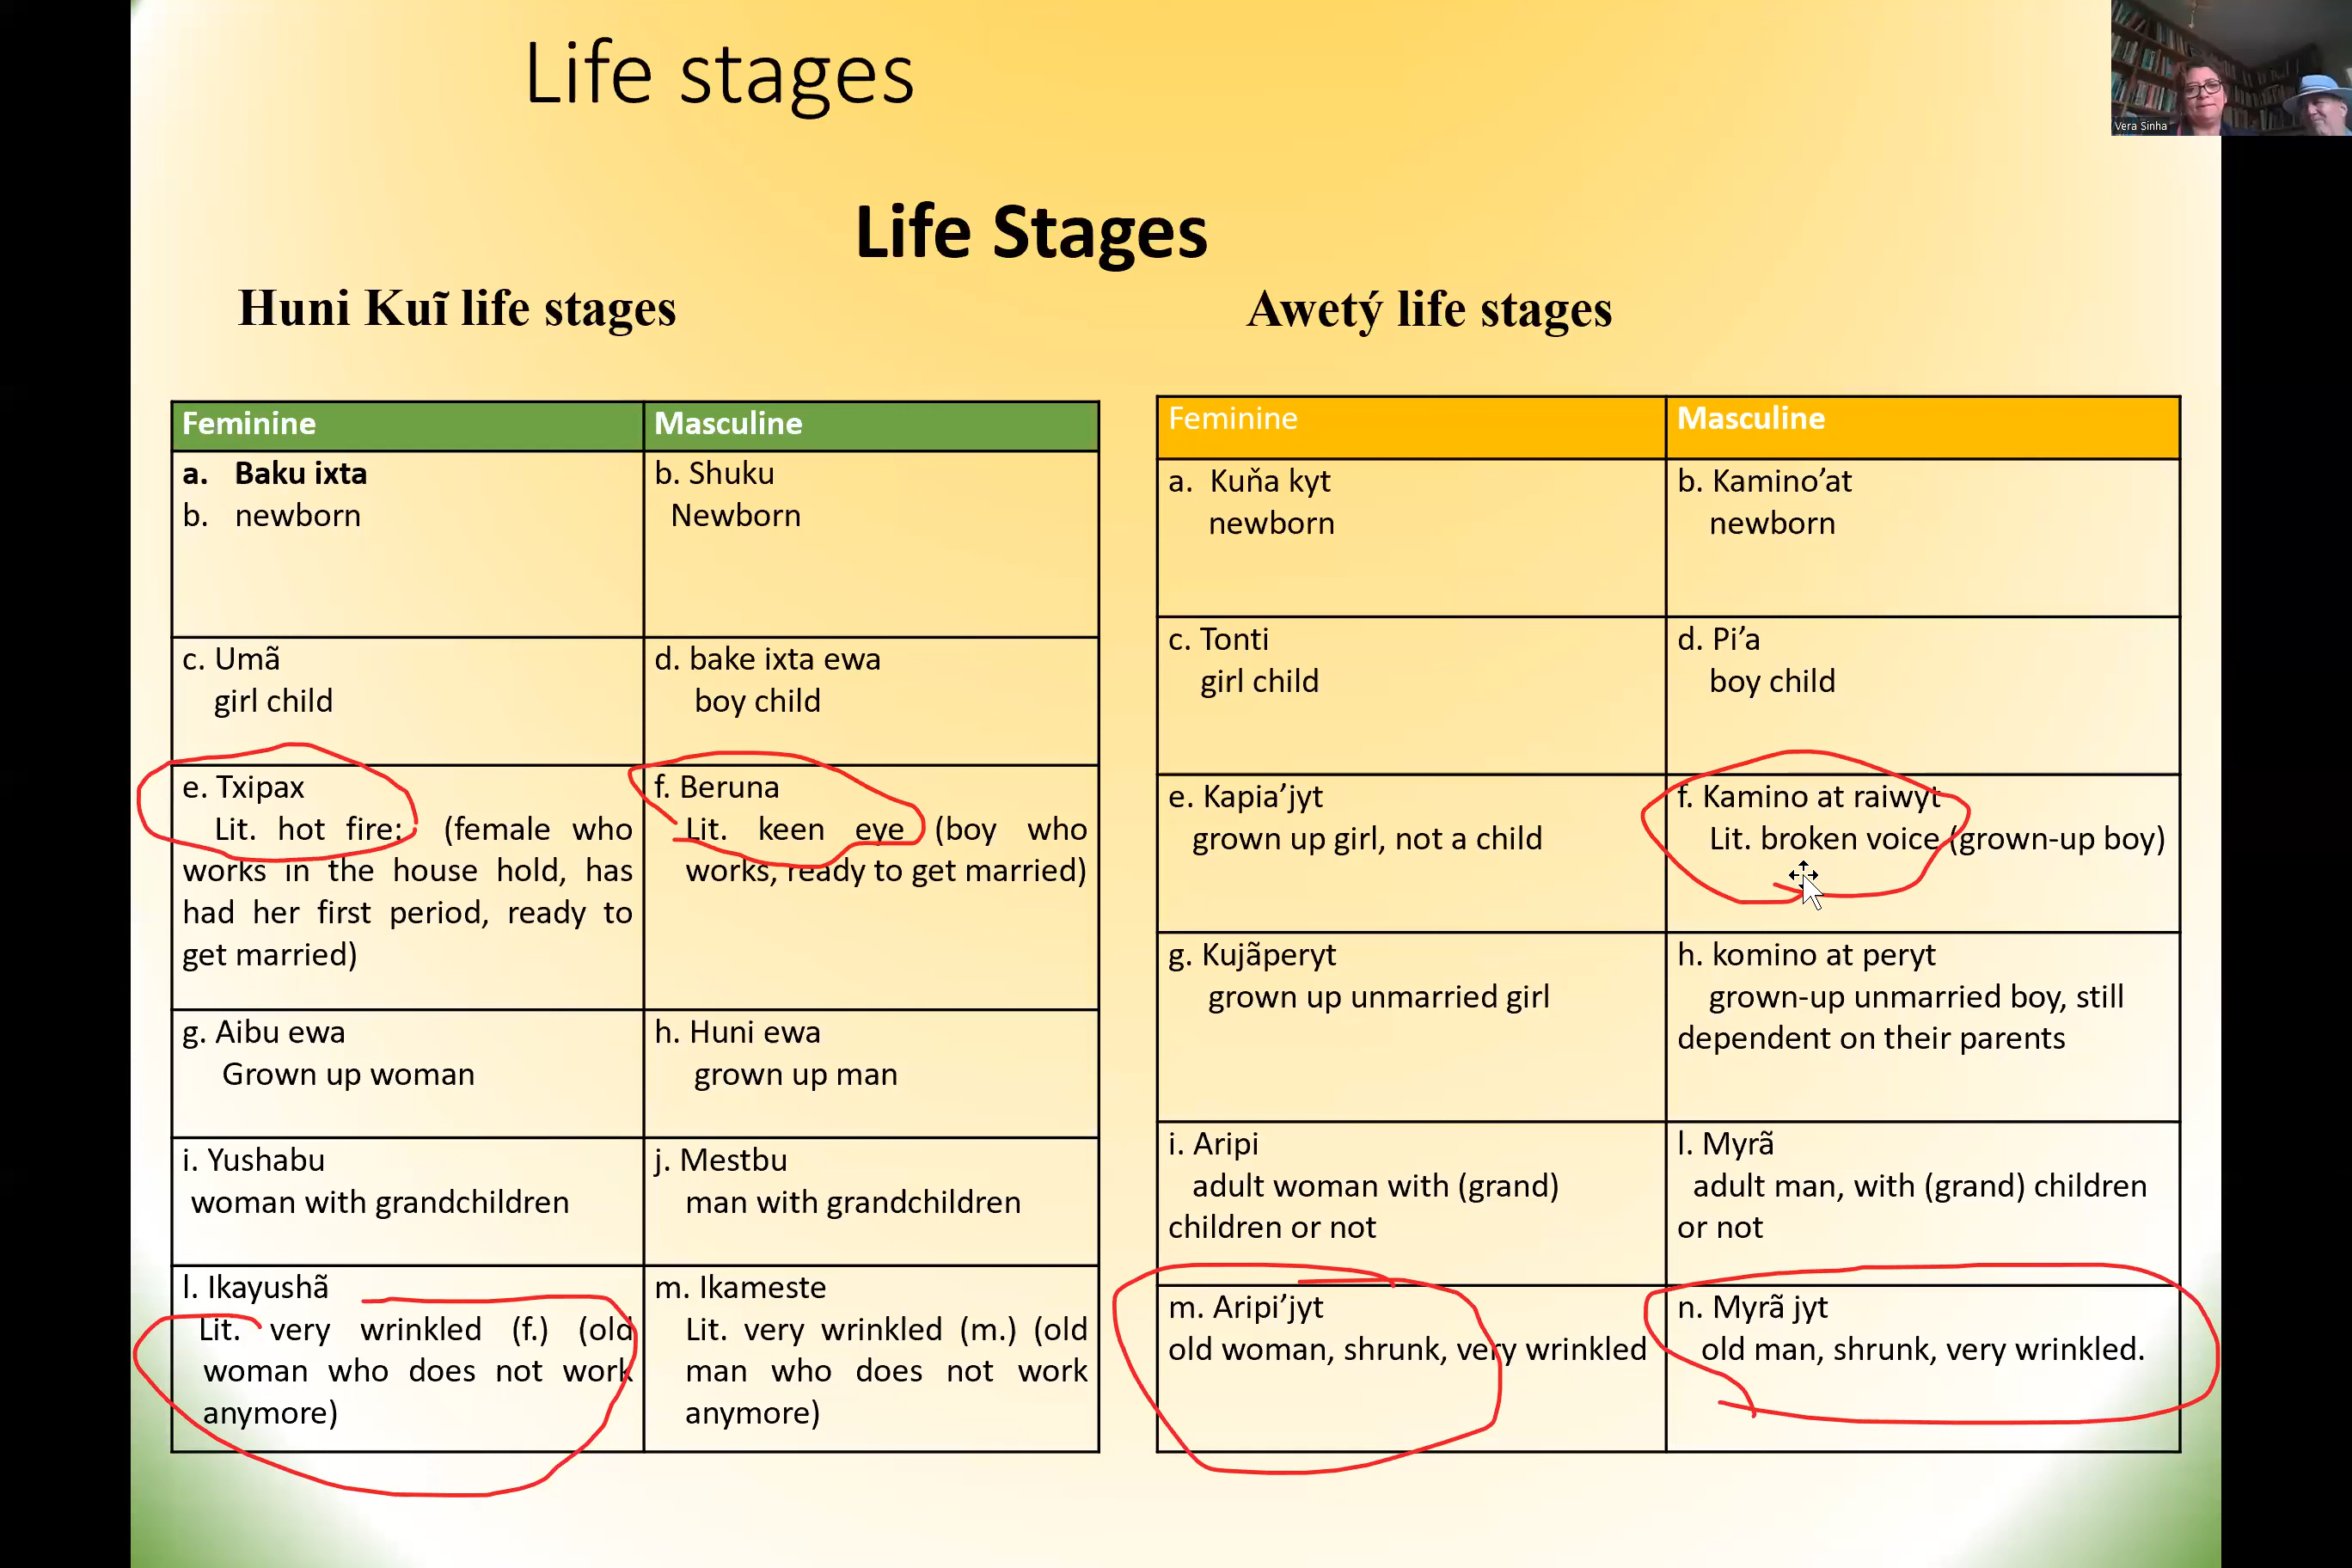 Life stages
Vera Sinha
Life Stages
Huni Kuĩ life stages
Feminine
Masculine
a. Baku ixta
b. newborn
b. Shuku
Newborn
c. Umã
girl child
d. bake ixta ewa
boy child
e. Txipax
Lit. hot fire: (female who
works in the house hold, has
had her first period, ready to
get married)
f. Beruna
Lit. keen eye (boy who
works, ready to get married)
g. Aibu ewa
Grown up woman
h. Huni ewa
grown up man
i. Yushabu
woman with grandchildren
j. Mestbu
man with grandchildren
l. Ikayushã
Lit. very wrinkled (f.) (old
woman who does not work
anymore)
m. Ikameste
Lit. very wrinkled (m.) (old
man who does not work
anymore)
Awetý life stages
Feminine
Masculine
a. Kuňa kyt
newborn
b. Kamino’at
newborn
c. Tonti
girl child
d. Pi’a
boy child
e. Kapia’jyt
grown up girl, not a child
f. Kamino at raiwyt
Lit. broken voice (grown-up boy)
g. Kujãperyt
grown up unmarried girl
h. komino at peryt
grown-up unmarried boy, still
dependent on their parents
i. Aripi
adult woman with (grand)
children or not
l. Myrã
adult man, with (grand) children
or not
m. Aripi’jyt
old woman, shrunk, very wrinkled
n. Myrã jyt
old man, shrunk, very wrinkled.